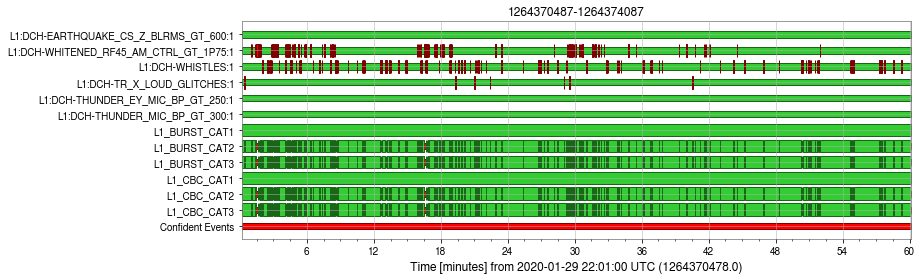 1264370487-1264374087
L1:DCH-EARTHQUAKE_CS_Z_BLRMS_GT_600:1
L1:DCH-WHITENED_RF45_AM_CTRL_GT_1P75:1
L1:DCH-WHISTLES:1
L1:DCH-TR_X_LOUD_GLITCHES:1
L1:DCH-THUNDER_EY_MIC_BP_GT_250:1
L1:DCH-THUNDER_MIC_BP_GT_300:1
L1_BURST_CAT1
L1_BURST_CAT2
L1_BURST_CAT3
L1_CBC_CAT1
L1_CBC_CAT2
L1_CBC_CAT3
Confident Events
6 12 18 24 30 36 42 48 54 60
Time [minutes] from 2020-01-29 22:01:00 UTC (1264370478.0)